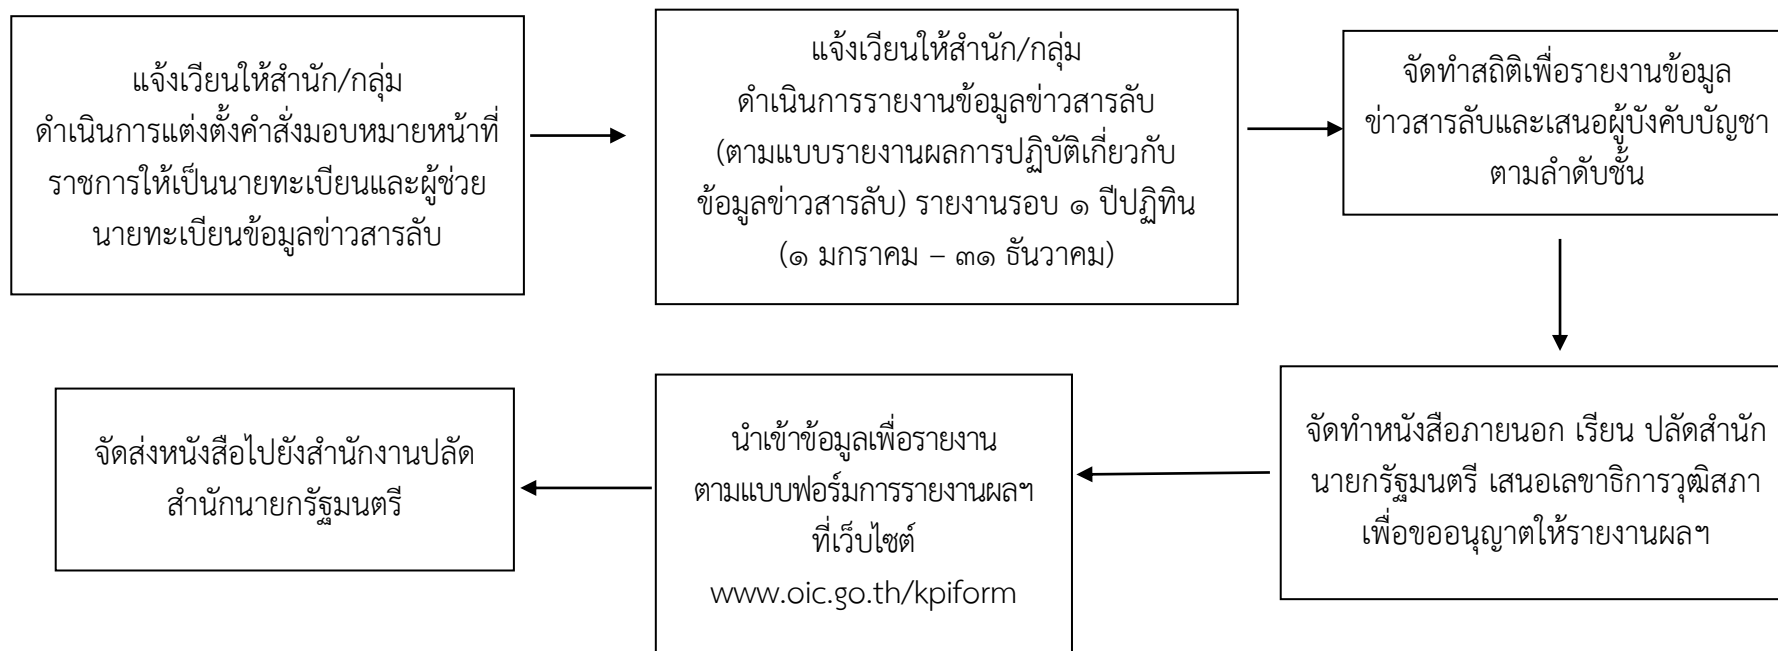 แจ้งเวียนให้สำนัก/กลุ่ม
ดำเนินการแต่งตั้งคำสั่งมอบหมายหน้าที่
ราชการให้เป็นนายทะเบียนและผู้ช่วย
นายทะเบียนข้อมูลข่าวสารลับ
แจ้งเวียนให้สำนัก/กลุ่ม
ดำเนินการรายงานข้อมูลข่าวสารลับ
(ตามแบบรายงานผลการปฏิบัติเกี่ยวกับ
ข้อมูลข่าวสารลับ) รายงานรอบ ๑ ปีปฏิทิน
(๑ มกราคม – ๓๑ ธันวาคม)
จัดทำสถิติเพื่อรายงานข้อมูล
ข่าวสารลับและเสนอผู้บังคับบัญชา
ตามลำดับชั้น
จัดทำหนังสือภายนอก เรียน ปลัดสำนัก
นายกรัฐมนตรี เสนอเลขาธิการวุฒิสภา
เพื่อขออนุญาตให้รายงานผลฯ
นำเข้าข้อมูลเพื่อรายงาน
ตามแบบฟอร์มการรายงานผลฯ
ที่เว็บไซต์
www.oic.go.th/kpiform
จัดส่งหนังสือไปยังสำนักงานปลัด
สำนักนายกรัฐมนตรี